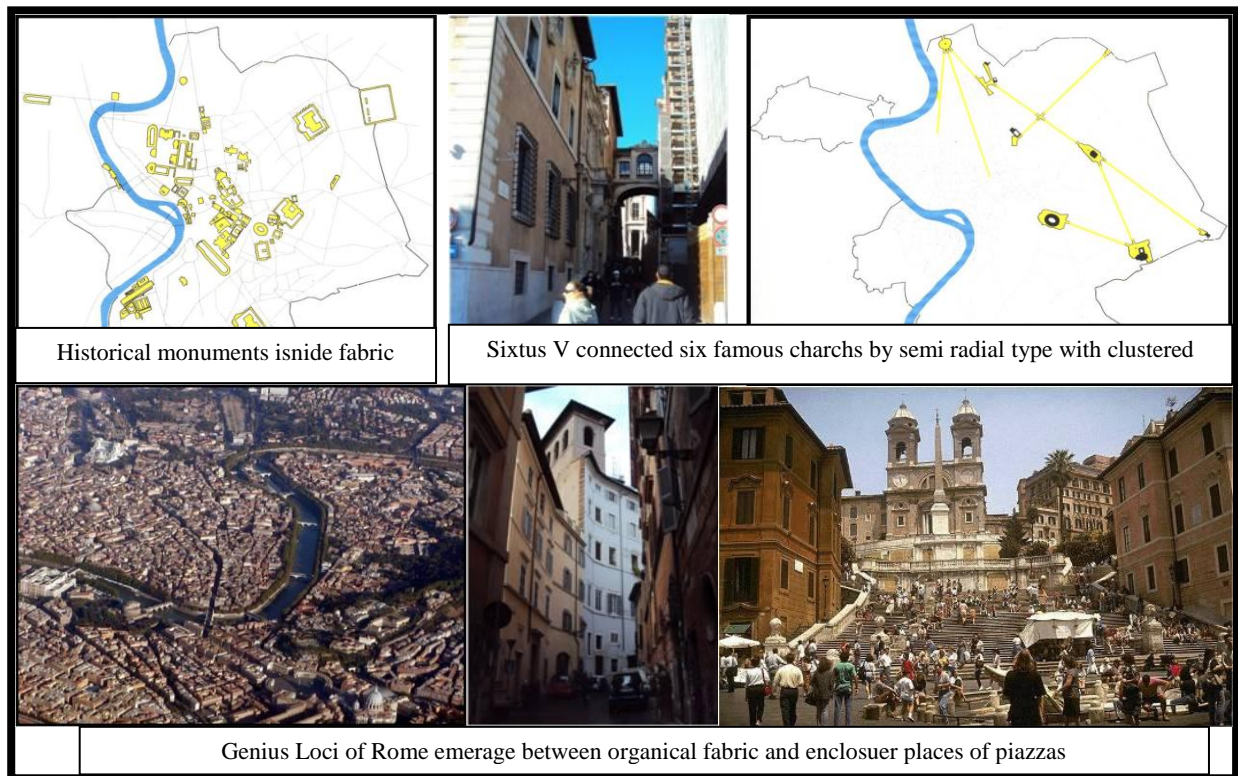 Historical monuments isnide fabric
Sixtus V connected six famous charchs by semi radial type with clustered
Genius Loci of Rome emerage between organical fabric and enclosuer places of piazzas